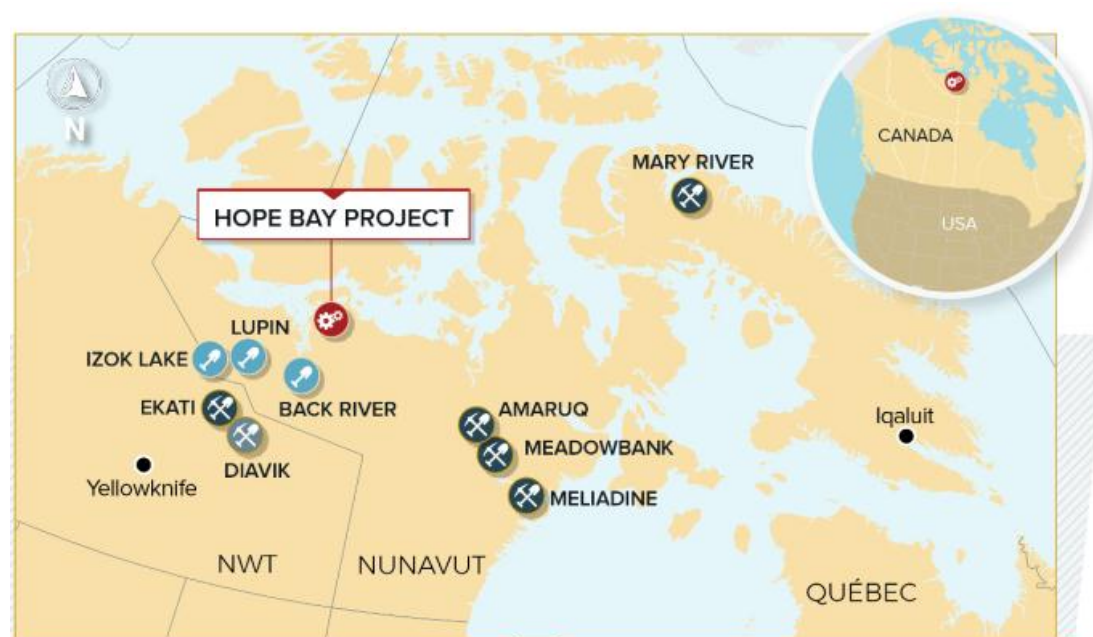 N
HOPE BAY PROJECT
MARY RIVER
CANADA
USA
LUPIN
IZOK LAKE
EKATI
BACK RIVER
DIAVIK
Yellowknife
AMARUQ
MEADOWBANK
MELIADINE
Iqaluit
NWT
NUNAVUT
QUÉBEC